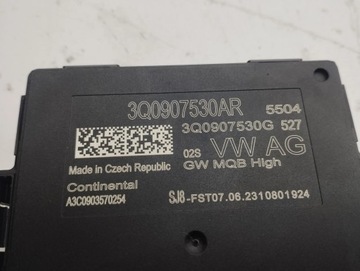 3Q0907530AR 5504
3Q0907530G 527
02S VW AG
GW MQB High
Made in Czech Republic
Continental
A3C0903570254
SJ8-FST07.06.2310801924